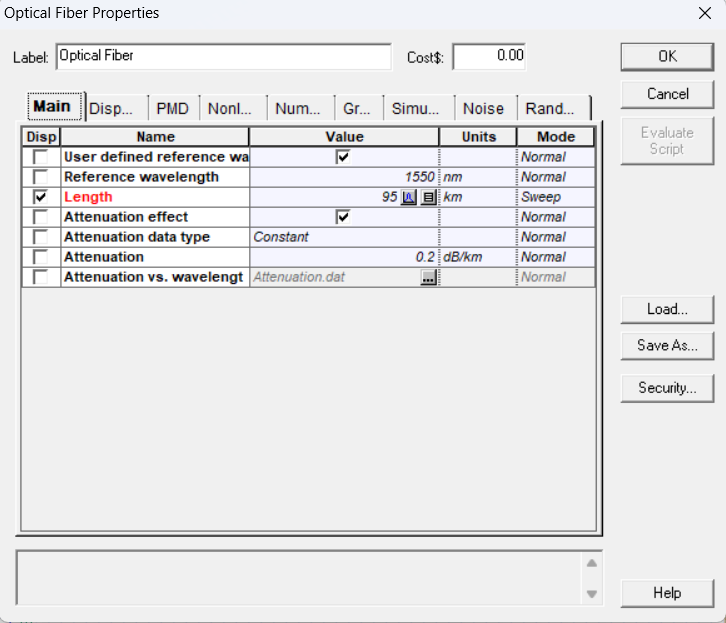 Optical Fiber Properties
Label: Optical Fiber Cost$: 0.00 OK
Cancel
Evaluate Script
Main Disp... PMD Nonl... Num... Gr... Simu... Noise Rand...
Disp Name Value Units Mode
User defined reference wa Normal
Reference wavelength 1550 nm Normal
Length 95 km Sweep
Attenuation effect Normal
Attenuation data type Constant Normal
Attenuation 0.2 dB/km Normal
Attenuation vs. wavelengt Attenuation.dat ... Normal
Load...
Save As...
Security...
Help